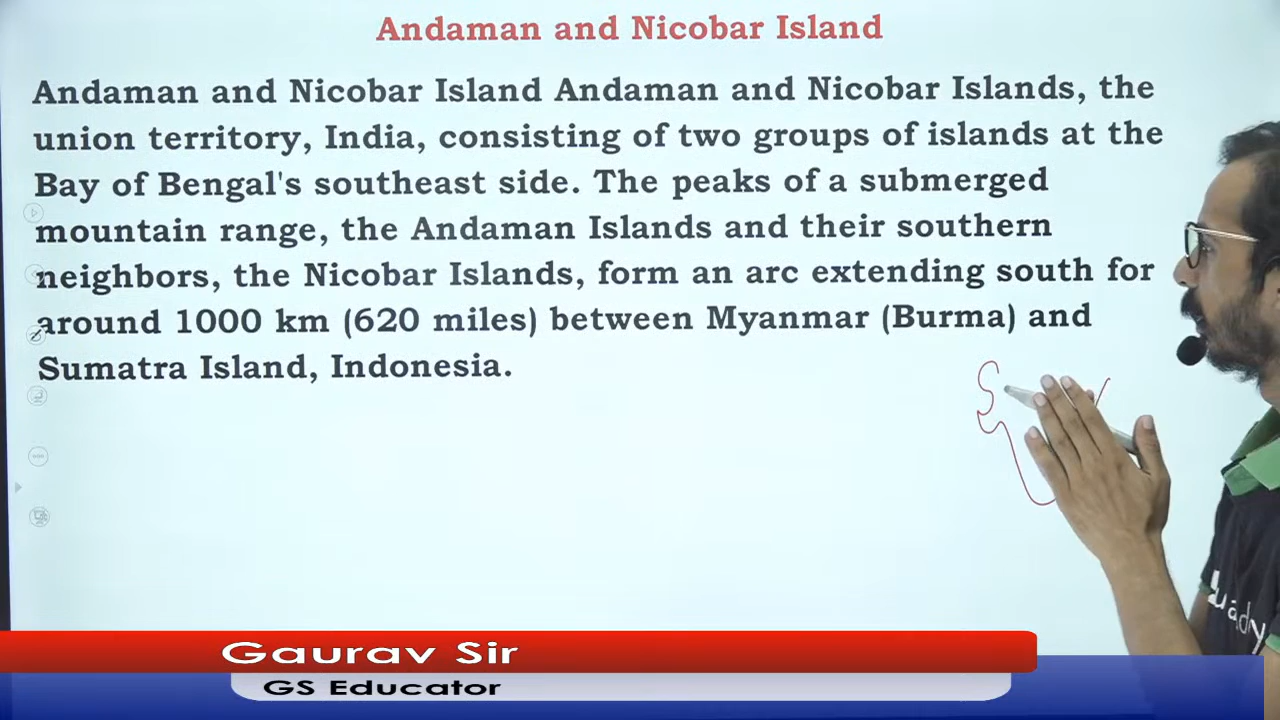 Andaman and Nicobar Island
Andaman and Nicobar Island Andaman and Nicobar Islands, the
union territory, India, consisting of two groups of islands at the
Bay of Bengal's southeast side. The peaks of a submerged
mountain range, the Andaman Islands and their southern
neighbors, the Nicobar Islands, form an arc extending south for
around 1000 km (620 miles) between Myanmar (Burma) and
Sumatra Island, Indonesia.
Gaurav Sir
GS Educator